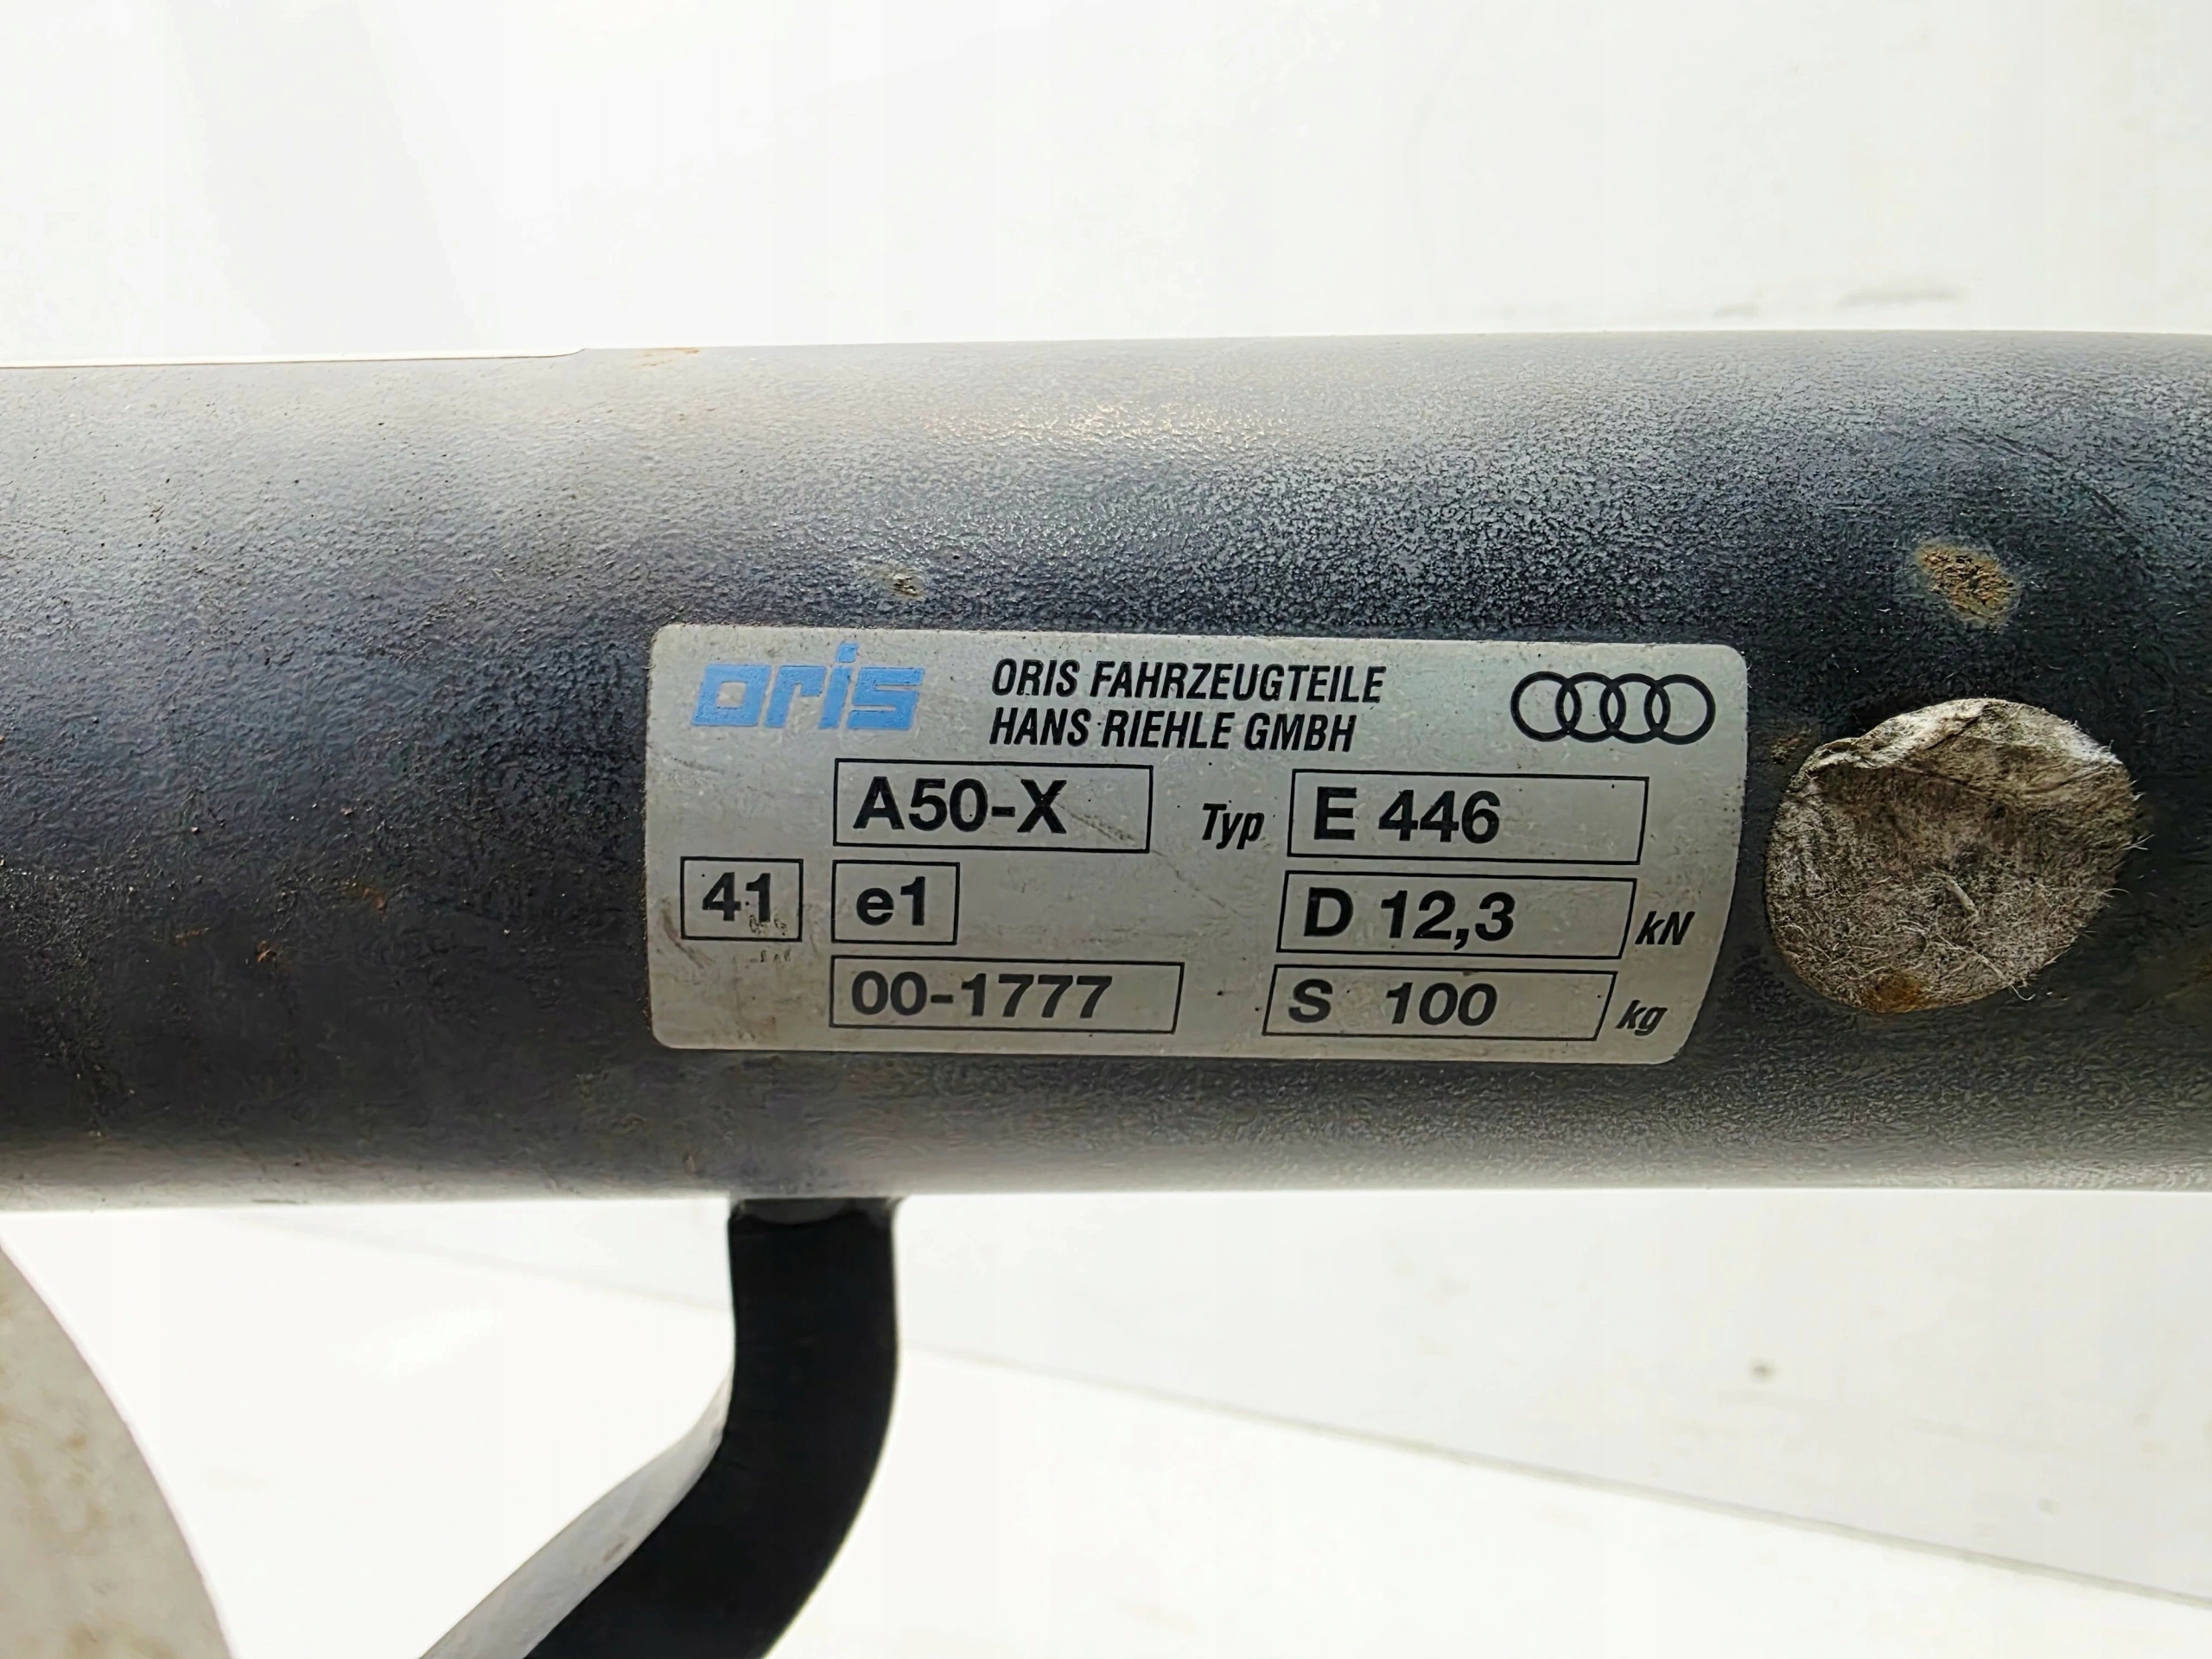 oris ORIS FAHRZEUGTEILE
HANS RIEHLE GMBH
A50-X Typ E 446
41 e1 D 12,3 kN
00-1777 S 100 kg